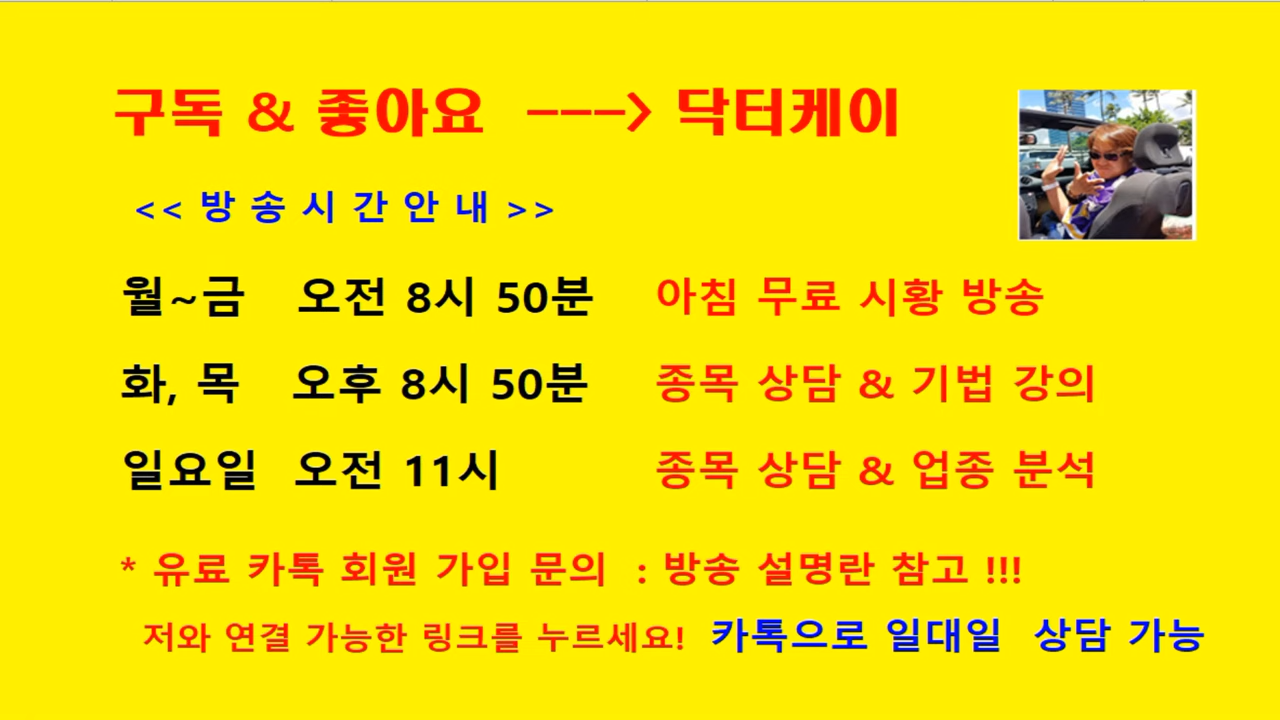 구독 & 좋아요 ---> 닥터케이
<< 방 송 시 간 안 내 >>
월~금 오전 8시 50분 아침 무료 시황 방송
화, 목 오후 8시 50분 종목 상담 & 기법 강의
일요일 오전 11시 종목 상담 & 업종 분석
* 유료 카톡 회원 가입 문의 : 방송 설명란 참고 !!!
저와 연결 가능한 링크를 누르세요! 카톡으로 일대일 상담 가능